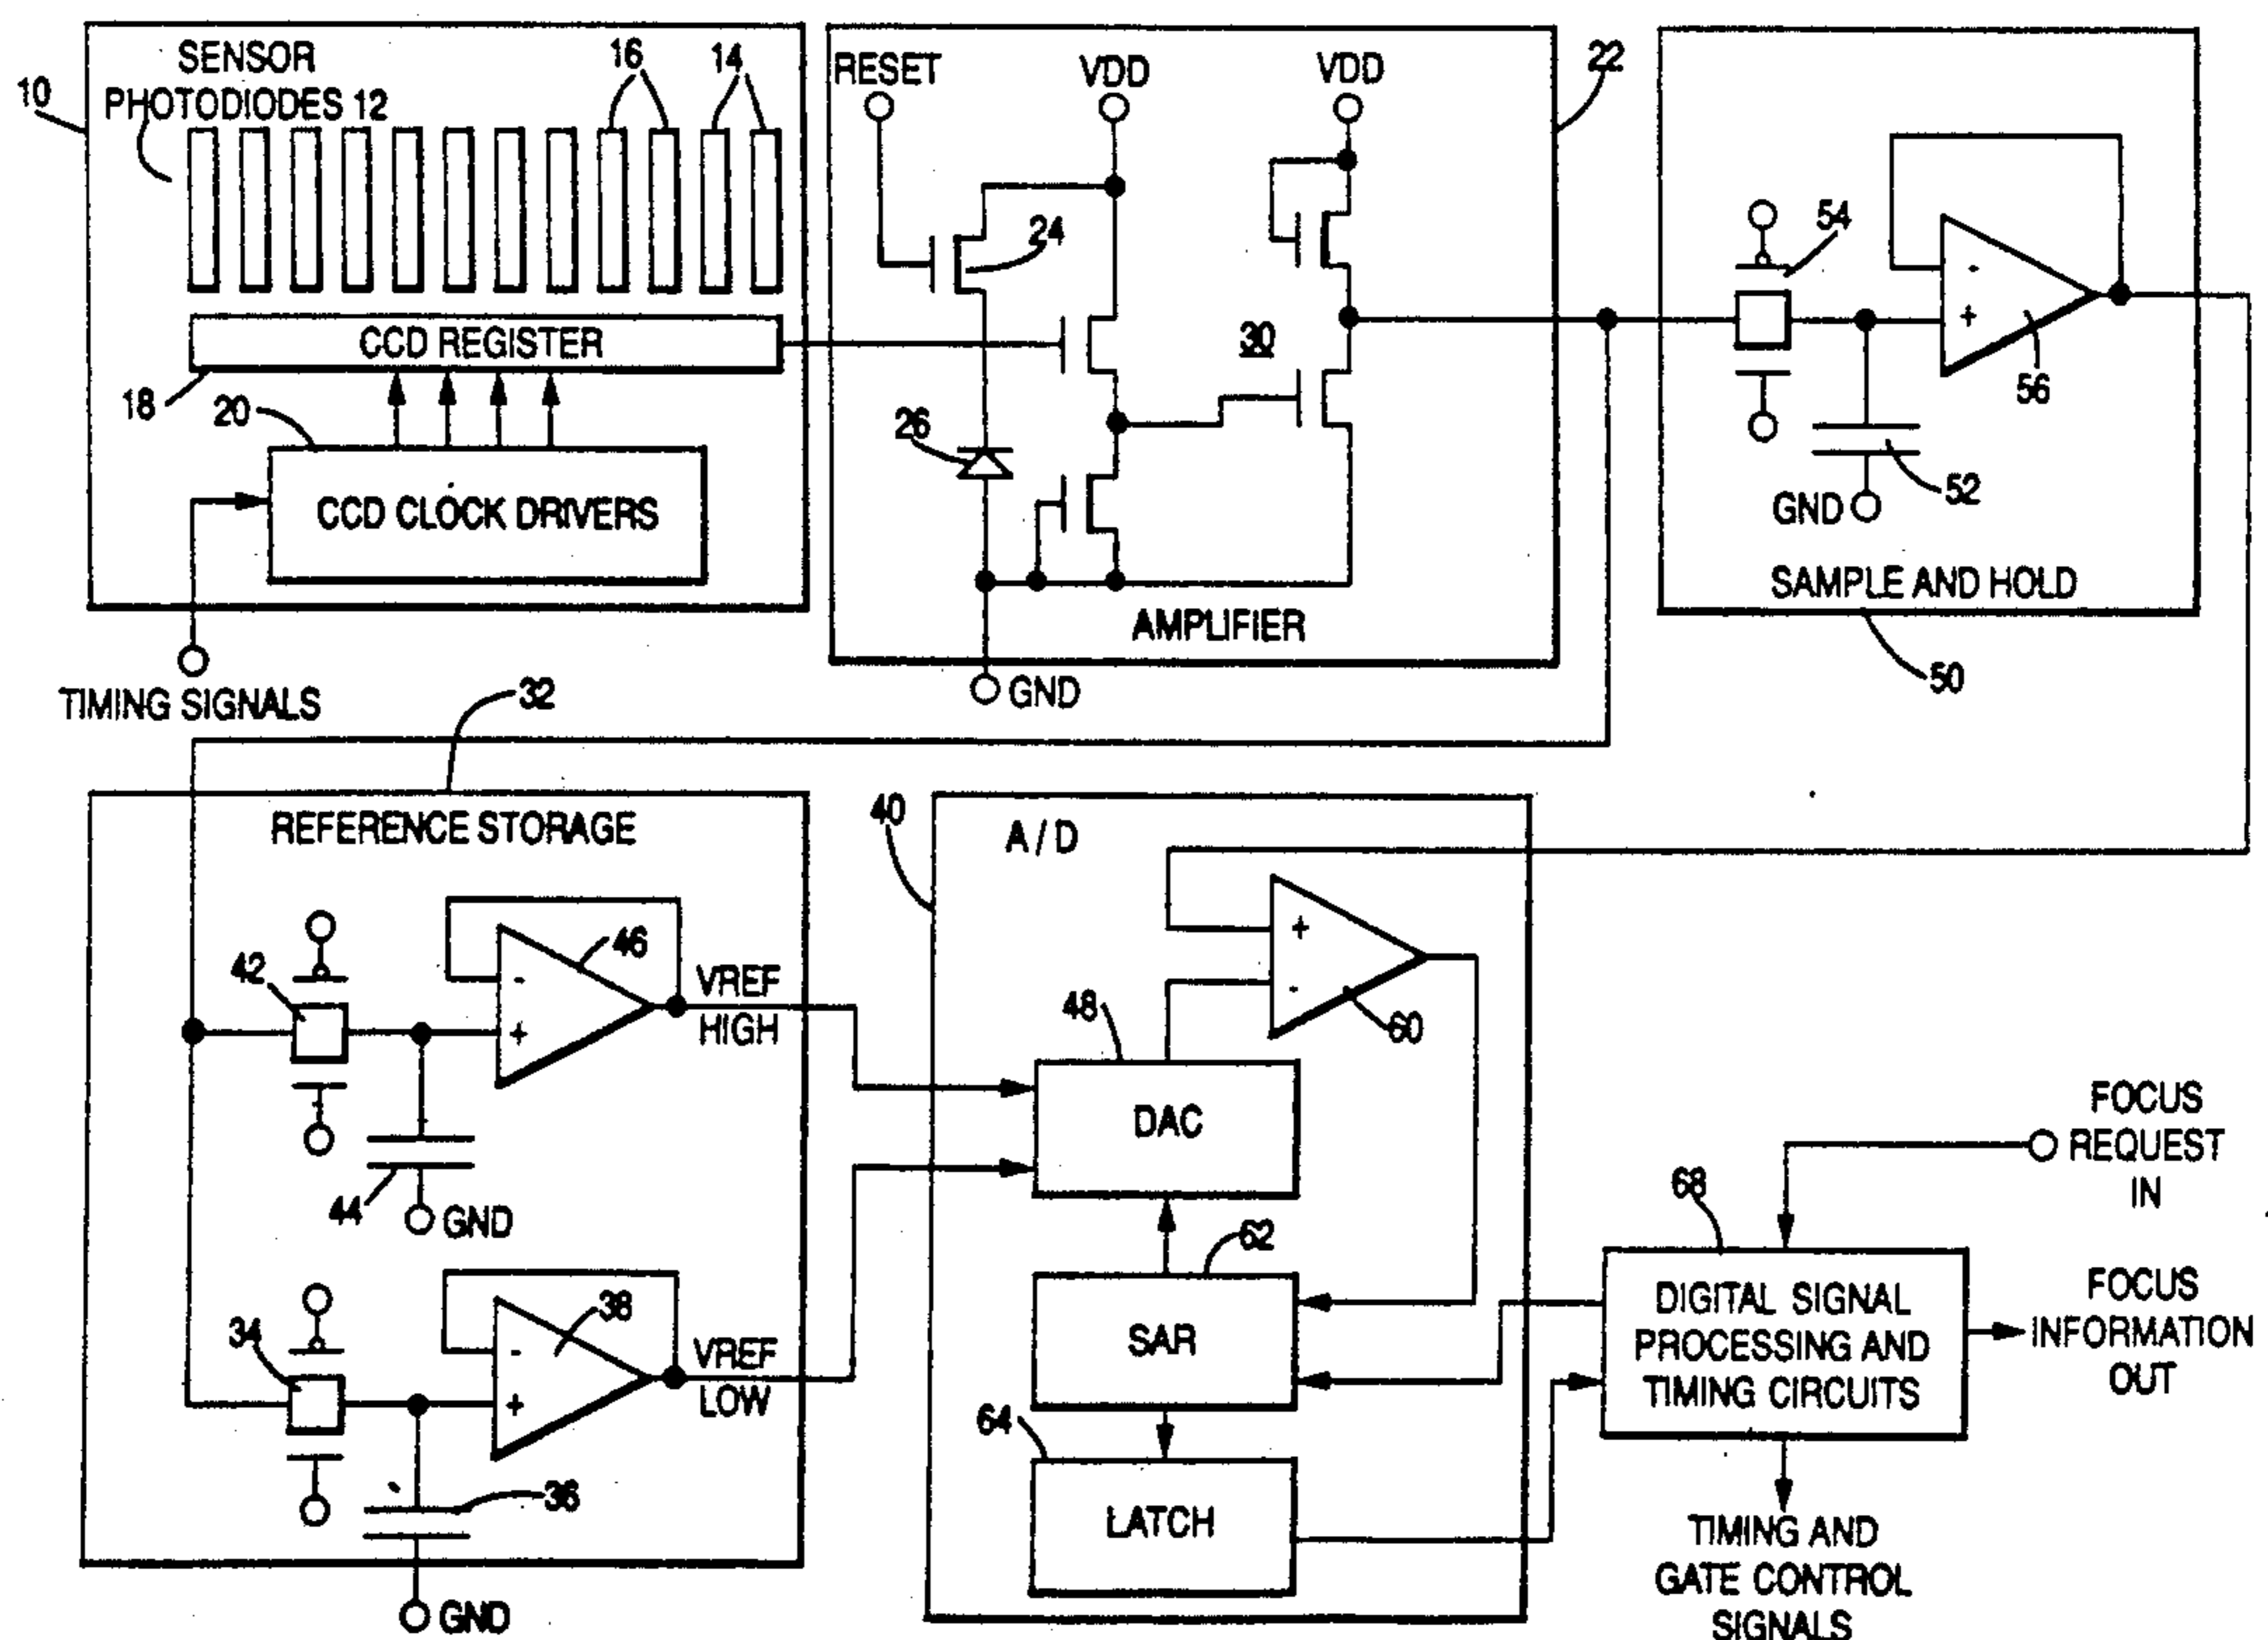 10
SENSOR
PHOTODIODES 12
16
14
CCD REGISTER
18
20
CCD CLOCK DRIVERS
TIMING SIGNALS
RESET
VDD
VDD
22
24
26
30
AMPLIFIER
GND
54
-
+
56
52
GND
SAMPLE AND HOLD
50
32
REFERENCE STORAGE
42
46
-
+
VREF
HIGH
44
GND
34
38
-
+
VREF
LOW
36
GND
40
A / D
+
-
60
48
DAC
62
SAR
64
LATCH
FOCUS
REQUEST
IN
68
DIGITAL SIGNAL
PROCESSING AND
TIMING CIRCUITS
FOCUS
INFORMATION
OUT
TIMING AND
GATE CONTROL
SIGNALS